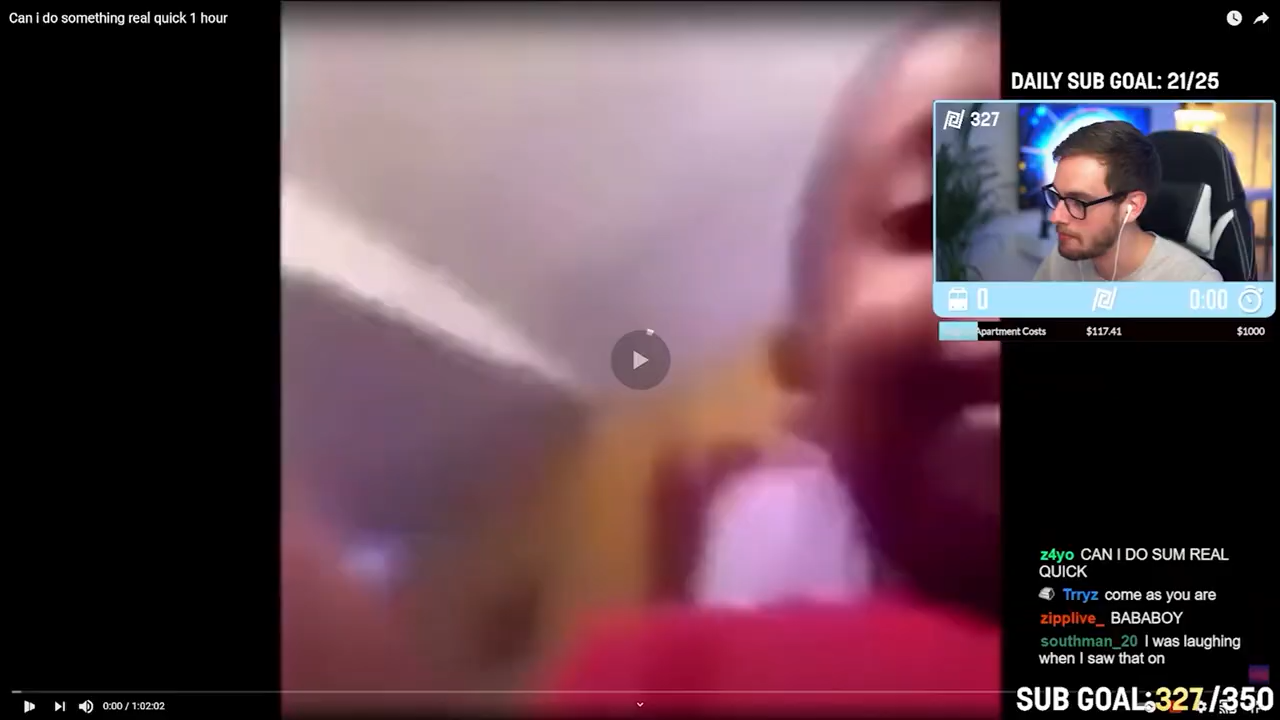 Can i do something real quick 1 hour
DAILY SUB GOAL: 21/25
327
0
0:00
Apartment Costs
$117.41
$1000
z4yo CAN I DO SUM REAL
QUICK
Trryz come as you are
zipplive_ BABABOY
southman_20 I was laughing
when I saw that on
SUB GOAL:327/350
0:00 / 1:02:02